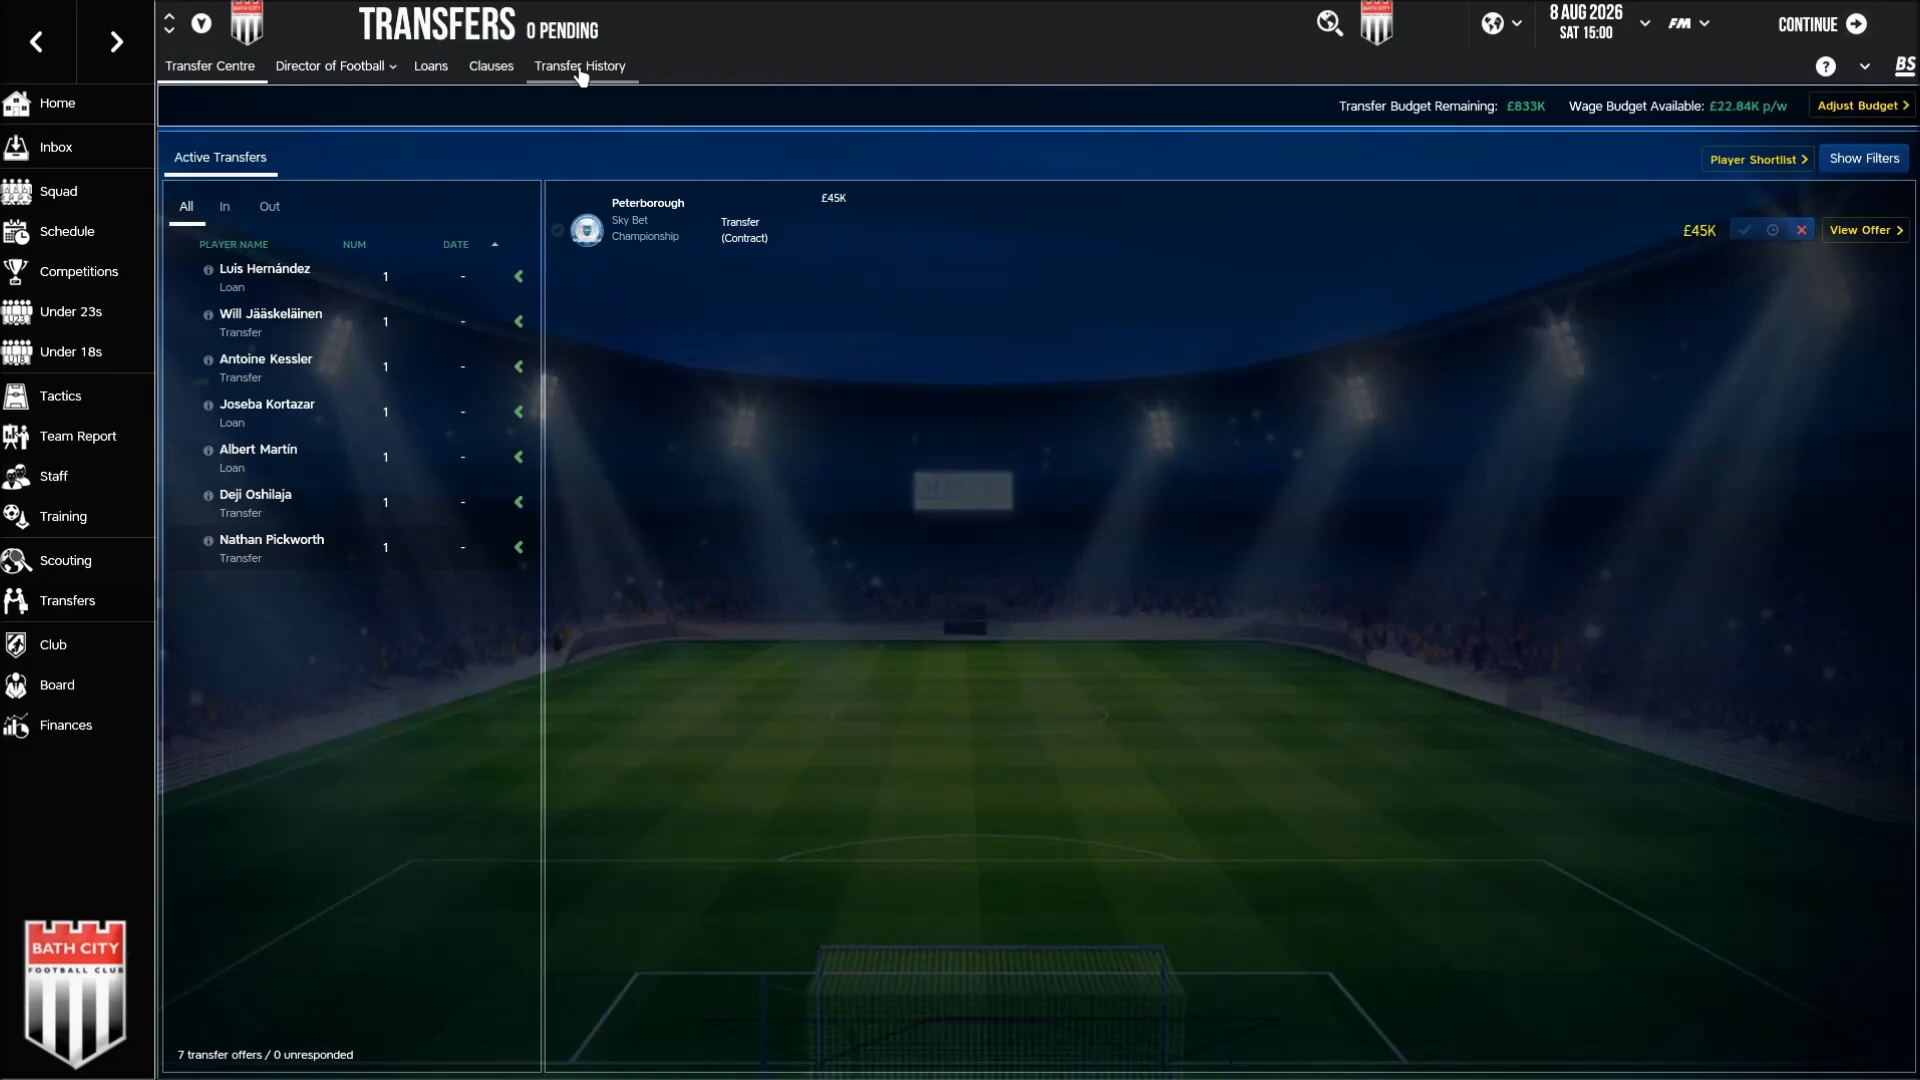 TRANSFERS 0 PENDING
8 AUG 2026
SAT 15:00
FM
CONTINUE
Transfer Centre
Director of Football
Loans
Clauses
Transfer History
?
BS
Transfer Budget Remaining: £833K
Wage Budget Available: £22.84K p/w
Adjust Budget
Home
Inbox
Squad
Schedule
Competitions
Under 23s
Under 18s
Tactics
Team Report
Staff
Training
Scouting
Transfers
Club
Board
Finances
BATH CITY
FOOTBALL CLUB
Active Transfers
Player Shortlist
Show Filters
All In Out
PLAYER NAME NUM DATE
Luis Hernández 1 -
Loan
Will Jääskeläinen 1 -
Transfer
Antoine Kessler 1 -
Transfer
Joseba Kortazar 1 -
Loan
Albert Martín 1 -
Loan
Deji Oshilaja 1 -
Transfer
Nathan Pickworth 1 -
Transfer
7 transfer offers / 0 unresponded
Peterborough
Sky Bet
Championship
Transfer
(Contract)
£45K
£45K
View Offer